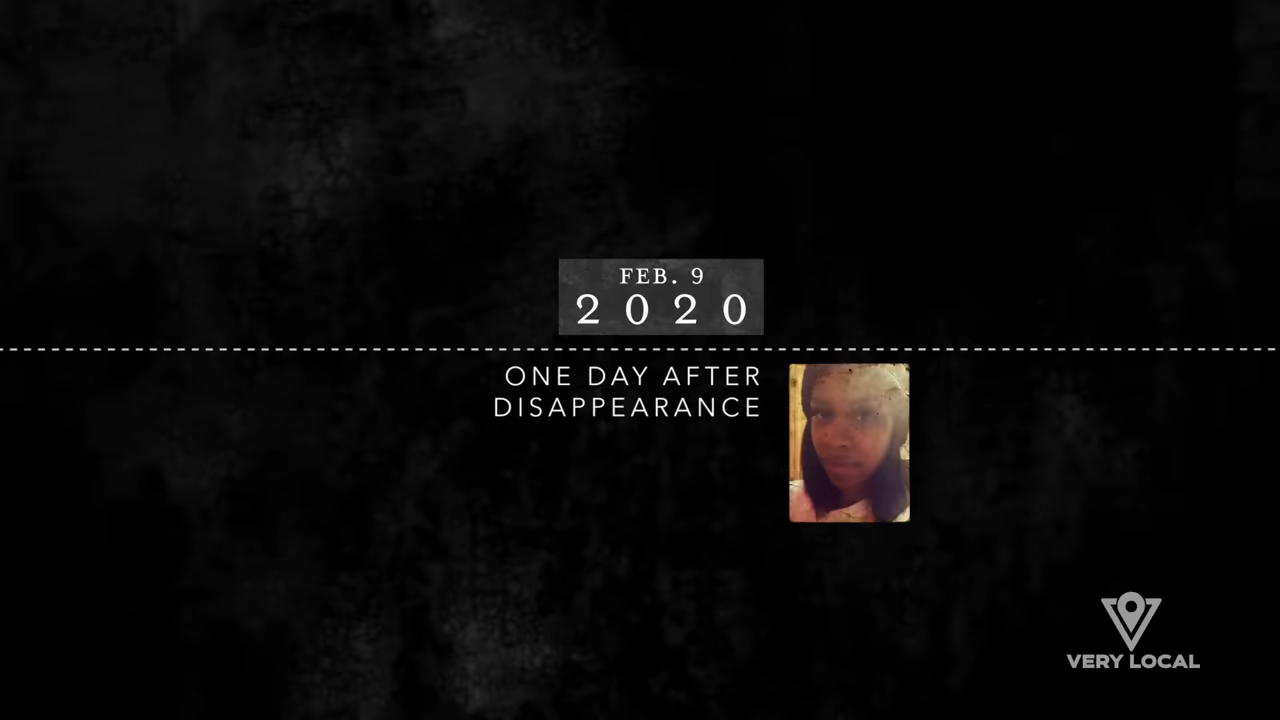 FEB. 9
2020
ONE DAY AFTER
DISAPPEARANCE
VERY LOCAL